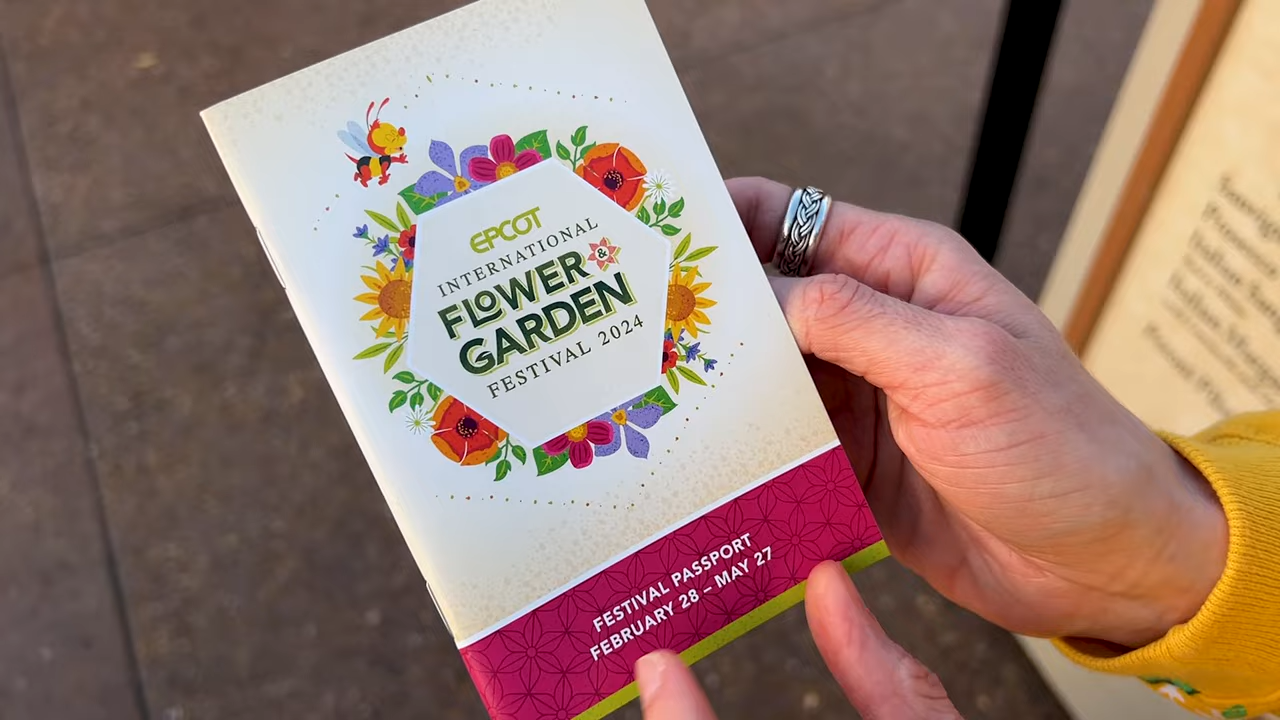 EPCOT
INTERNATIONAL
FLOWER &
GARDEN
FESTIVAL 2024
FESTIVAL PASSPORT
FEBRUARY 28 – MAY 27